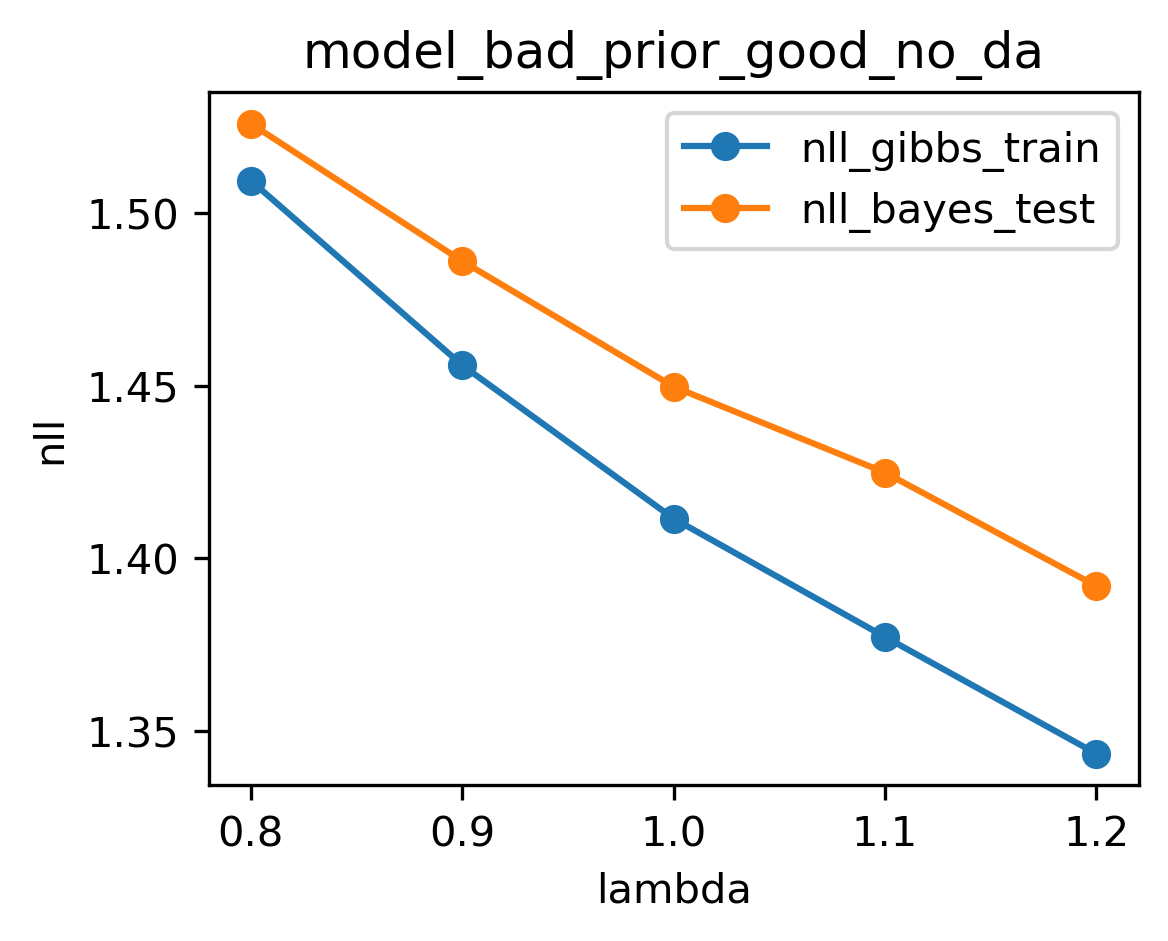 model_bad_prior_good_no_da
nll_gibbs_train
nll_bayes_test
nll
1.50
1.45
1.40
1.35
0.8 0.9 1.0 1.1 1.2
lambda